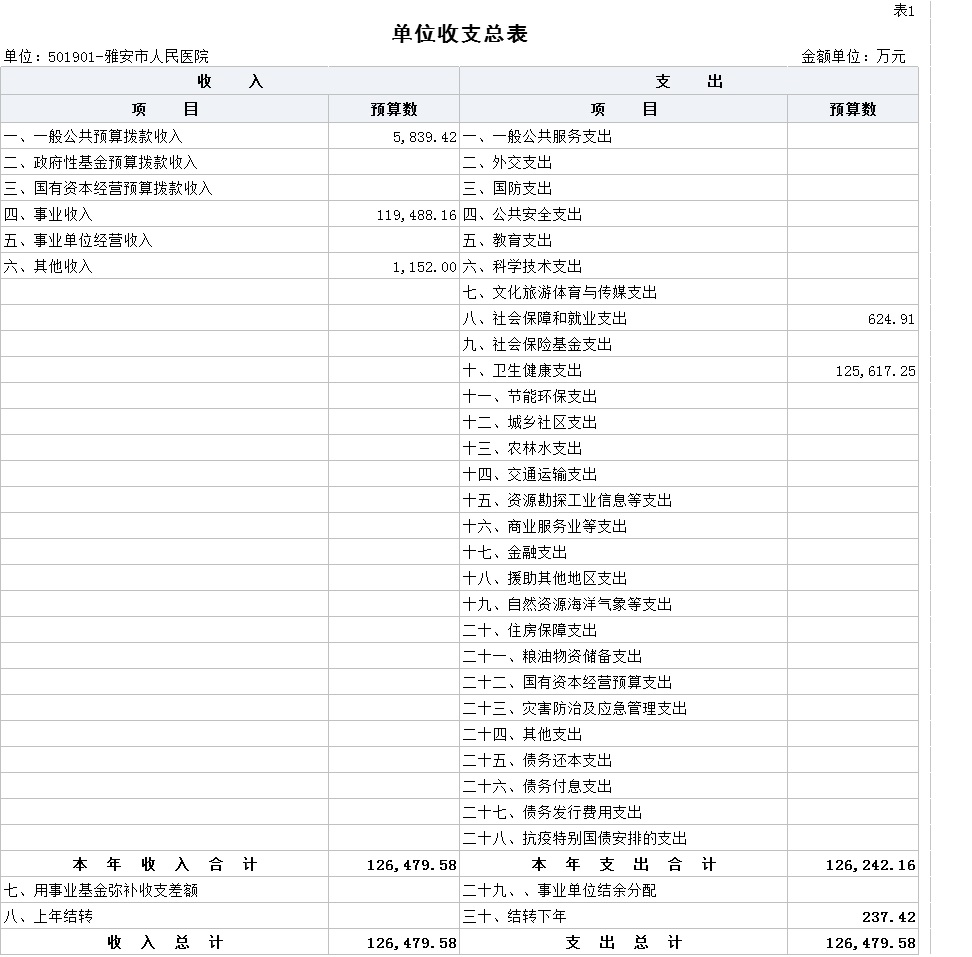 表1
单位收支总表
单位：501901-雅安市人民医院 金额单位：万元
收 入 支 出
项 目 预算数 项 目 预算数
一、一般公共预算拨款收入 5,839.42 一、一般公共服务支出
二、政府性基金预算拨款收入 二、外交支出
三、国有资本经营预算拨款收入 三、国防支出
四、事业收入 119,488.16 四、公共安全支出
五、事业单位经营收入 五、教育支出
六、其他收入 1,152.00 六、科学技术支出
七、文化旅游体育与传媒支出
八、社会保障和就业支出 624.91
九、社会保险基金支出
十、卫生健康支出 125,617.25
十一、节能环保支出
十二、城乡社区支出
十三、农林水支出
十四、交通运输支出
十五、资源勘探工业信息等支出
十六、商业服务业等支出
十七、金融支出
十八、援助其他地区支出
十九、自然资源海洋气象等支出
二十、住房保障支出
二十一、粮油物资储备支出
二十二、国有资本经营预算支出
二十三、灾害防治及应急管理支出
二十四、其他支出
二十五、债务还本支出
二十六、债务付息支出
二十七、债务发行费用支出
二十八、抗疫特别国债安排的支出
本 年 收 入 合 计 126,479.58 本 年 支 出 合 计 126,242.16
七、用事业基金弥补收支差额 二十九、、事业单位结余分配
八、上年结转 三十、结转下年 237.42
收 入 总 计 126,479.58 支 出 总 计 126,479.58